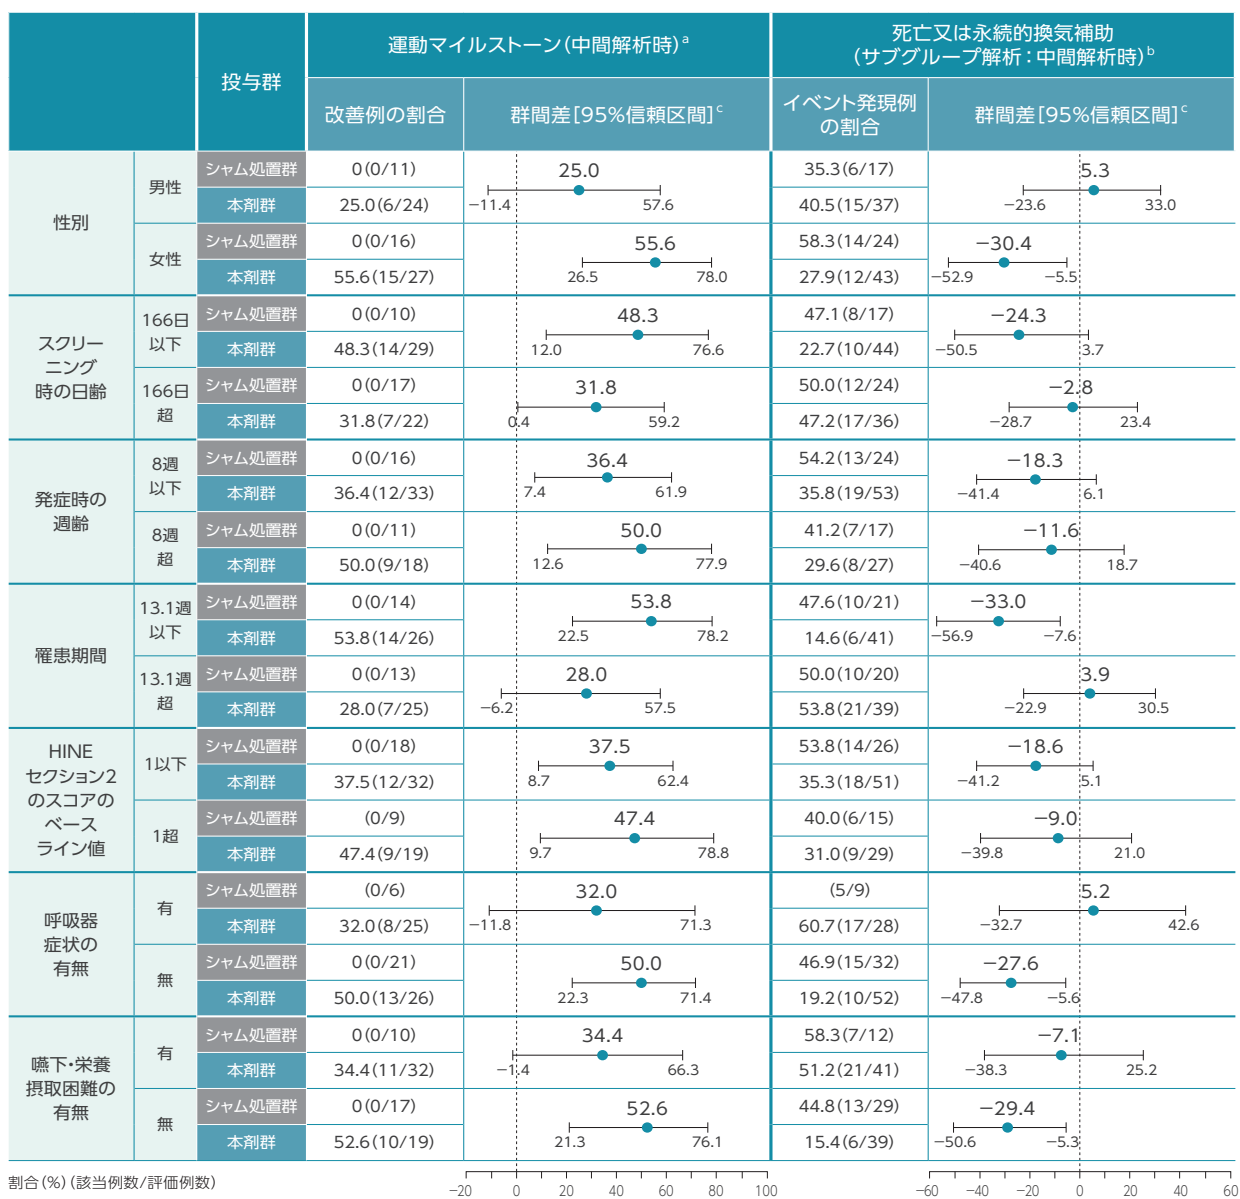 投与群
運動マイルストーン(中間解析時)a
死亡又は永続的換気補助
(サブグループ解析:中間解析時)b
改善例の割合
群間差[95%信頼区間]c
イベント発現例
の割合
群間差[95%信頼区間]c
性別
男性
シャム処置群
0(0/11)
25.0
−11.4
57.6
35.3(6/17)
5.3
−23.6
33.0
本剤群
25.0(6/24)
40.5(15/37)
女性
シャム処置群
0(0/16)
55.6
26.5
78.0
58.3(14/24)
−30.4
−52.9
−5.5
本剤群
55.6(15/27)
27.9(12/43)
スクリー
ニング
時の日齢
166日
以下
シャム処置群
0(0/10)
48.3
12.0
76.6
47.1(8/17)
−24.3
−50.5
3.7
本剤群
48.3(14/29)
22.7(10/44)
166日
超
シャム処置群
0(0/17)
31.8
0.4
59.2
50.0(12/24)
−2.8
−28.7
23.4
本剤群
31.8(7/22)
47.2(17/36)
発症時の
週齢
8週
以下
シャム処置群
0(0/16)
36.4
7.4
61.9
54.2(13/24)
−18.3
−41.4
6.1
本剤群
36.4(12/33)
35.8(19/53)
8週
超
シャム処置群
0(0/11)
50.0
12.6
77.9
41.2(7/17)
−11.6
−40.6
18.7
本剤群
50.0(9/18)
29.6(8/27)
罹患期間
13.1週
以下
シャム処置群
0(0/14)
53.8
22.5
78.2
47.6(10/21)
−33.0
−56.9
−7.6
本剤群
53.8(14/26)
14.6(6/41)
13.1週
超
シャム処置群
0(0/13)
28.0
−6.2
57.5
50.0(10/20)
3.9
−22.9
30.5
本剤群
28.0(7/25)
53.8(21/39)
HINE
セクション2
のスコアの
ベース
ライン値
1以下
シャム処置群
0(0/18)
37.5
8.7
62.4
53.8(14/26)
−18.6
−41.2
5.1
本剤群
37.5(12/32)
35.3(18/51)
1超
シャム処置群
(0/9)
47.4
9.7
78.8
40.0(6/15)
−9.0
−39.8
21.0
本剤群
47.4(9/19)
31.0(9/29)
呼吸器
症状の
有無
有
シャム処置群
(0/6)
32.0
−11.8
71.3
(5/9)
5.2
−32.7
42.6
本剤群
32.0(8/25)
60.7(17/28)
無
シャム処置群
0(0/21)
50.0
22.3
71.4
46.9(15/32)
−27.6
−47.8
−5.6
本剤群
50.0(13/26)
19.2(10/52)
嚥下・栄養
摂取困難の
有無
有
シャム処置群
0(0/10)
34.4
−1.4
66.3
58.3(7/12)
−7.1
−38.3
25.2
本剤群
34.4(11/32)
51.2(21/41)
無
シャム処置群
0(0/17)
52.6
21.3
76.1
44.8(13/29)
−29.4
−50.6
−5.3
本剤群
52.6(10/19)
15.4(6/39)
割合(%)(該当例数/評価例数)
−20 0 20 40 60 80 100
−60 −40 −20 0 20 40 60